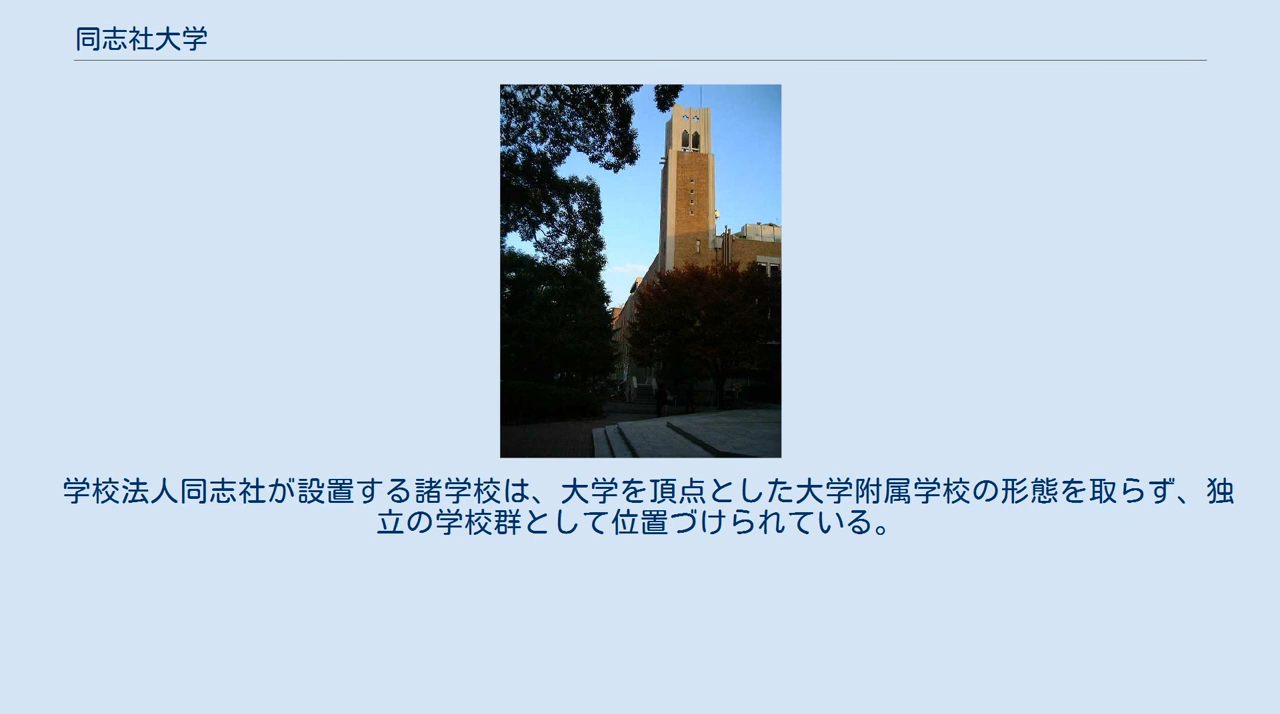 同志社大学
学校法人同志社が設置する諸学校は、大学を頂点とした大学附属学校の形態を取らず、独
立の学校群として位置づけられている。